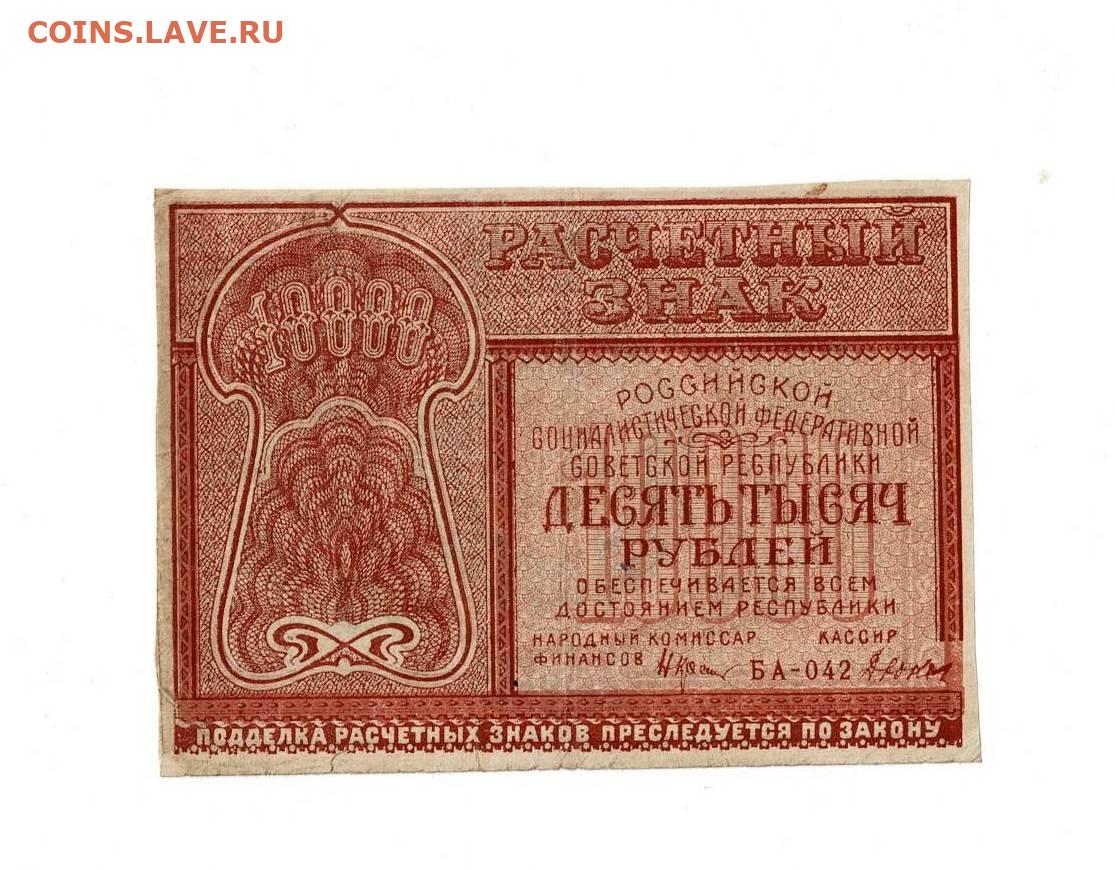 COINS.LAVE.RU
10000
РАСЧЕТНЫЙ
ЗНАК
РОССИЙСКОЙ
СОЦИАЛИСТИЧЕСКОЙ ФЕДЕРАТИВНОЙ
СОВЕТСКОЙ РЕСПУБЛИКИ
10000
ДЕСЯТЬ ТЫСЯЧ
РУБЛЕЙ
ОБЕСПЕЧИВАЕТСЯ ВСЕМ
ДОСТОЯНИЕМ РЕСПУБЛИКИ
НАРОДНЫЙ КОМИССАР КАССИР
ФИНАНСОВ БА-042
ПОДДЕЛКА РАСЧЕТНЫХ ЗНАКОВ ПРЕСЛЕДУЕТСЯ ПО ЗАКОНУ